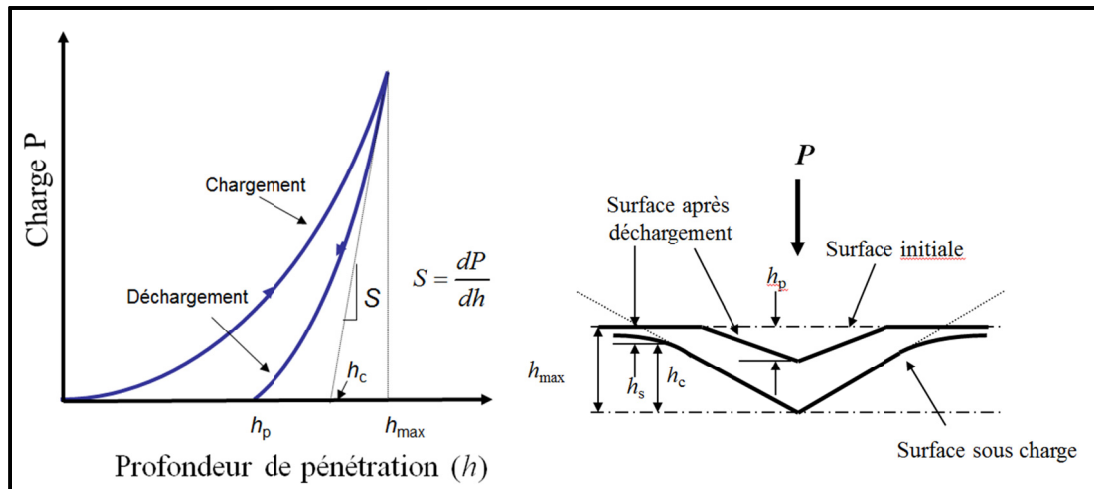 Charge P
Chargement
Déchargement
S
S = dP/dh
h_c
h_p
h_max
Profondeur de pénétration (h)
P
Surface après
déchargement
Surface initiale
h_p
h_max
h_s
h_c
Surface sous charge